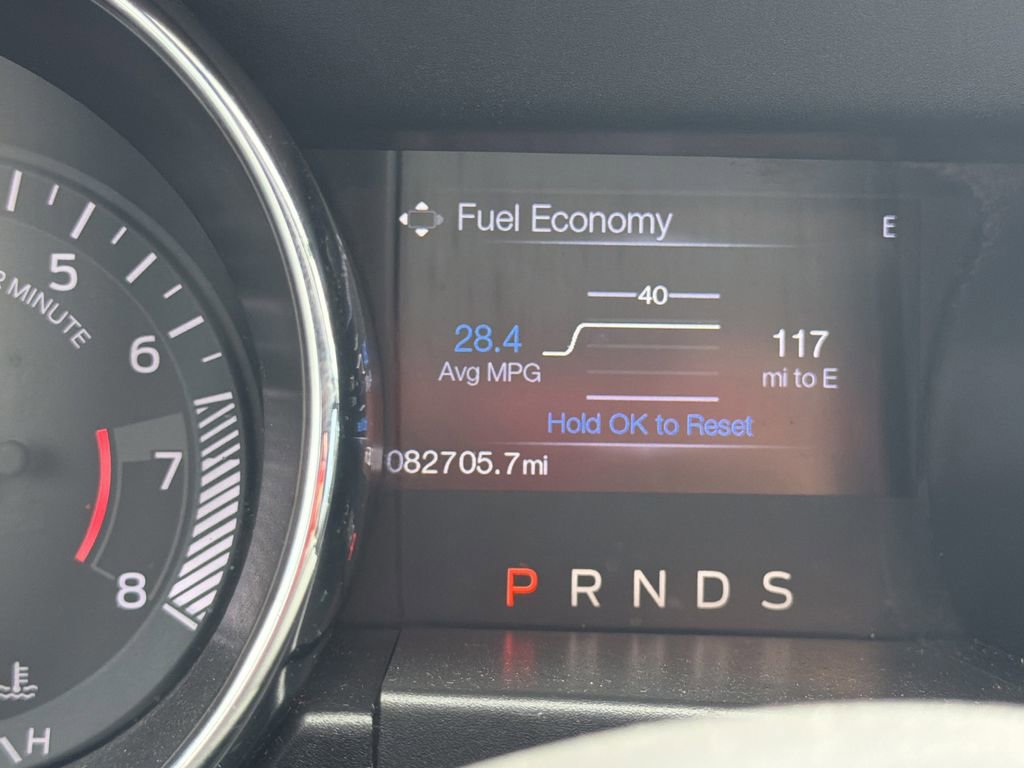 5
6
7
8
MINUTE
H
Fuel Economy
E
40
28.4
Avg MPG
117
mi to E
Hold OK to Reset
082705.7mi
P R N D S